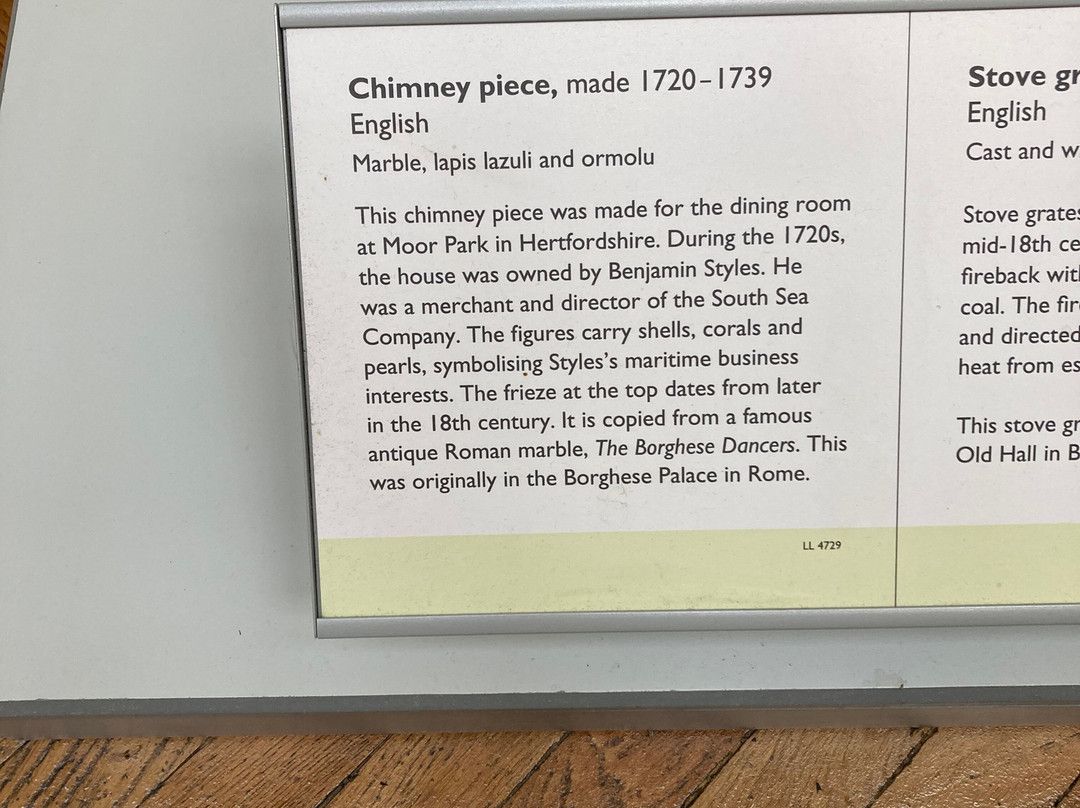 Chimney piece, made 1720–1739
English
Marble, lapis lazuli and ormolu
This chimney piece was made for the dining room
at Moor Park in Hertfordshire. During the 1720s,
the house was owned by Benjamin Styles. He
was a merchant and director of the South Sea
Company. The figures carry shells, corals and
pearls, symbolising Styles's maritime business
interests. The frieze at the top dates from later
in the 18th century. It is copied from a famous
antique Roman marble, The Borghese Dancers. This
was originally in the Borghese Palace in Rome.
LL 4729
Stove
English
Cast and
Stove grates
mid-18th
fireback
coal. The
and directed
heat from
This stove
Old Hall in